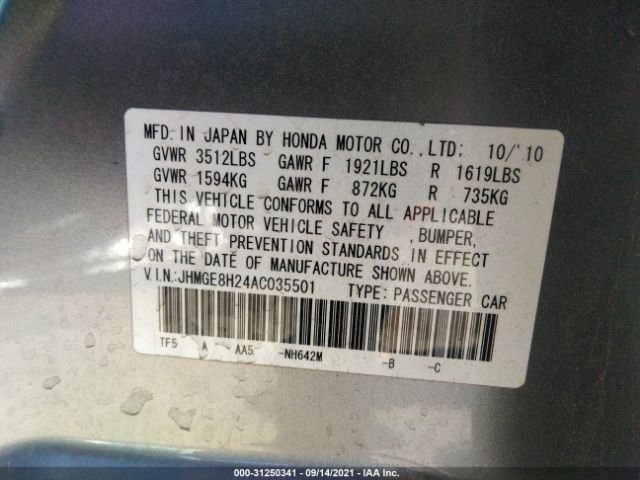 MFD. IN JAPAN BY HONDA MOTOR CO., LTD; 10/'10
GVWR 3512LBS GAWR F 1921LBS R 1619LBS
GVWR 1594KG GAWR F 872KG R 735KG
THIS VEHICLE CONFORMS TO ALL APPLICABLE
FEDERAL MOTOR VEHICLE SAFETY , BUMPER,
AND THEFT PREVENTION STANDARDS IN EFFECT
ON THE DATE OF MANUFACTURE SHOWN ABOVE.
V.I.N.:JHMGE8H24AC035501 TYPE: PASSENGER CAR
TF5 A AA5 -NH642M -B -C
000-31250341 - 09/14/2021 - IAA Inc.